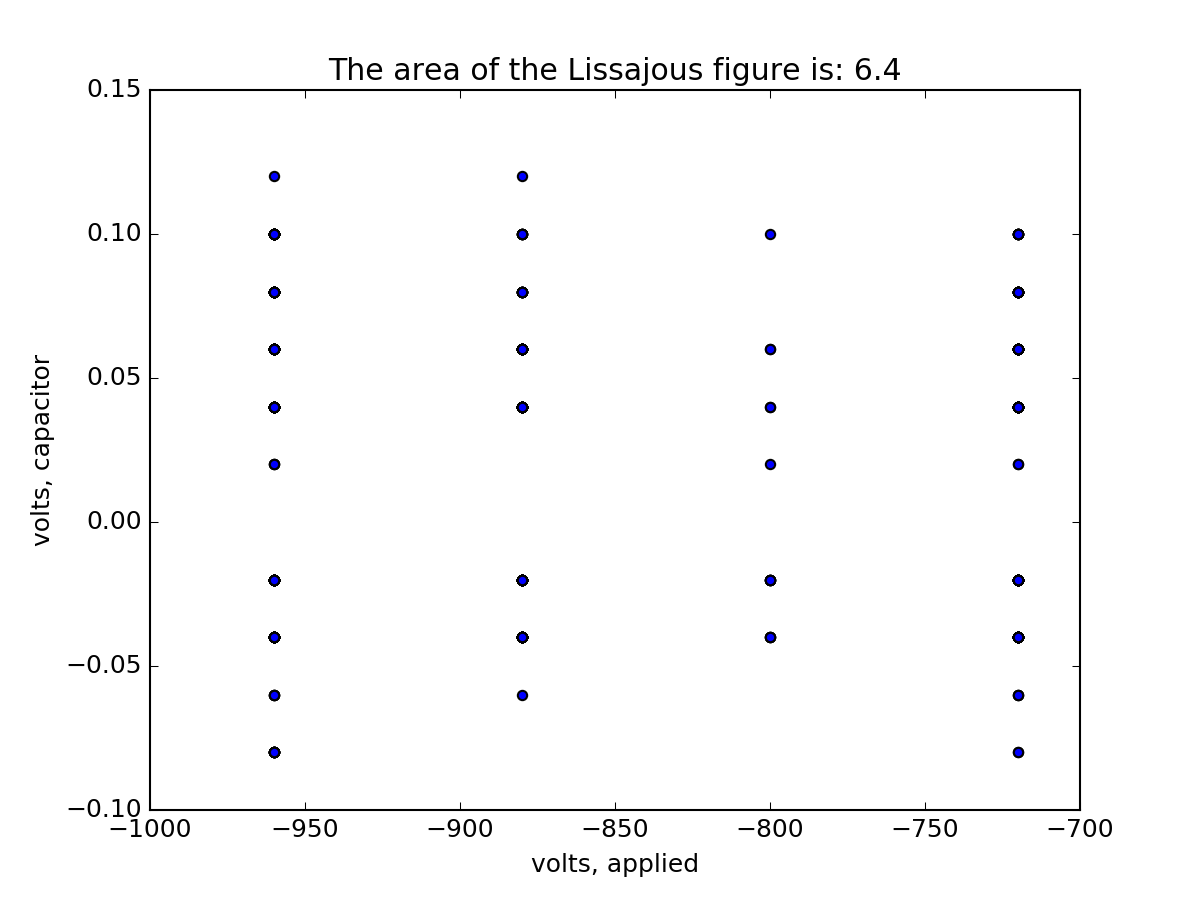 The area of the Lissajous figure is: 6.4
0.15
0.10
0.05
0.00
−0.05
−0.10
volts, capacitor
−1000 −950 −900 −850 −800 −750 −700
volts, applied